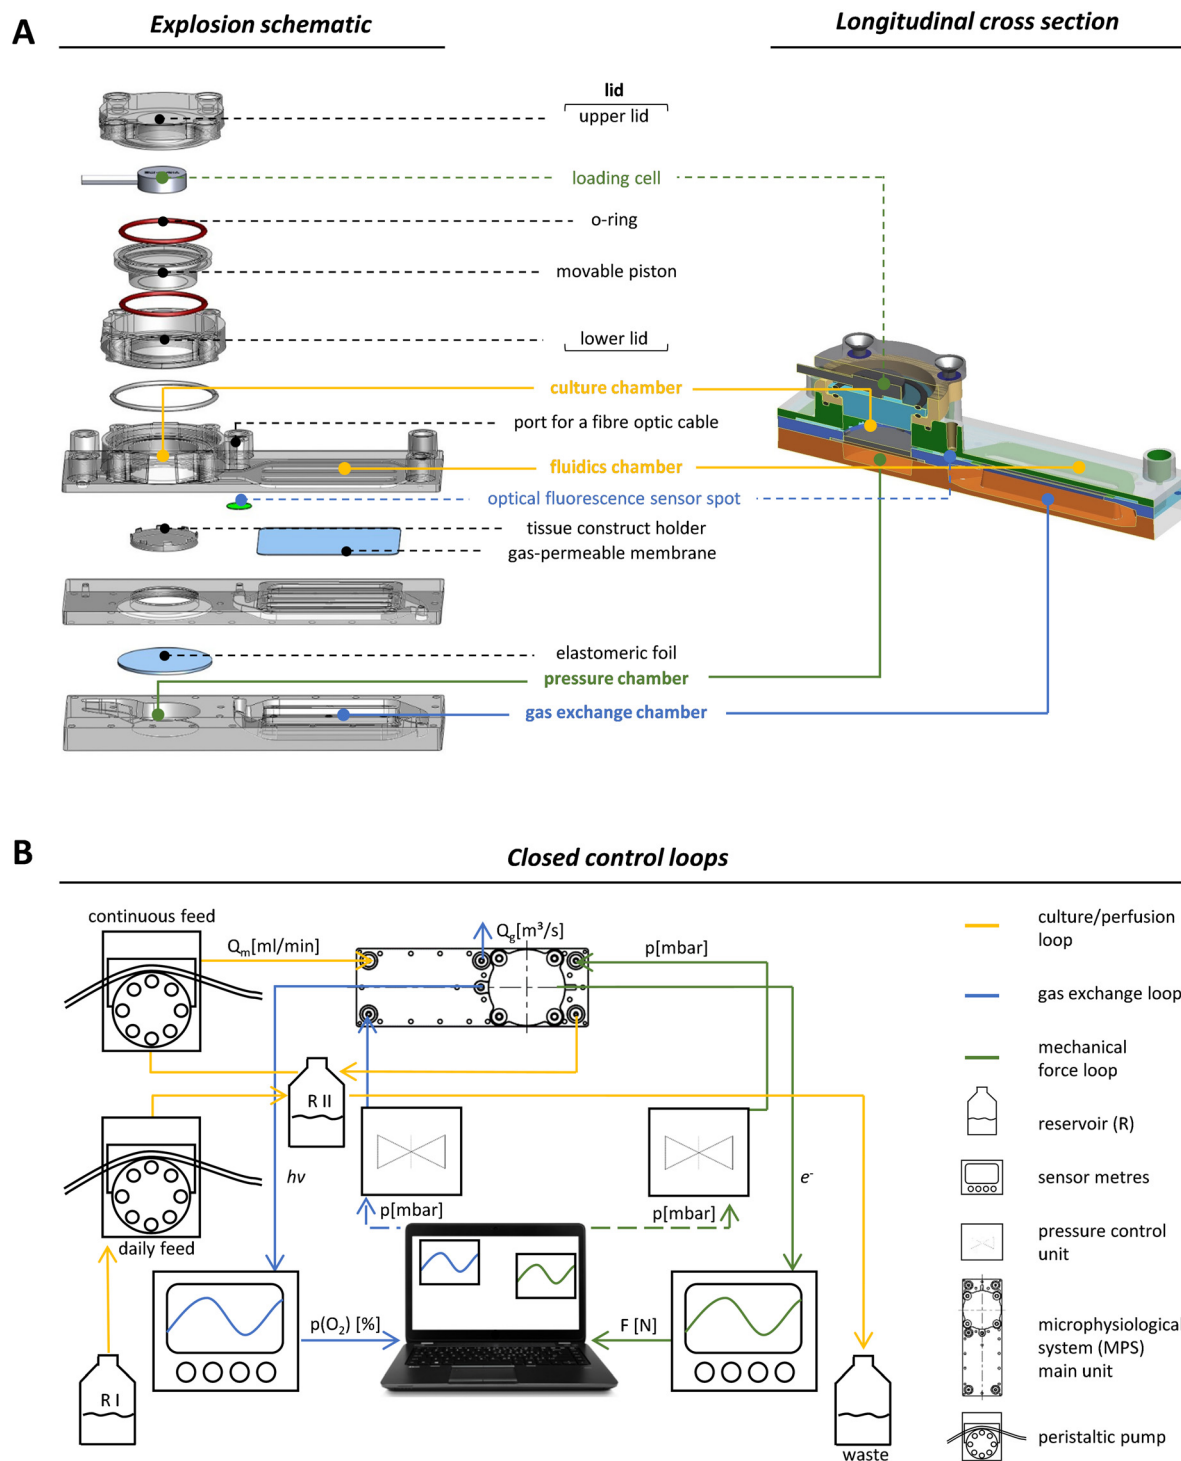 A
Explosion schematic
Longitudinal cross section
lid
upper lid
loading cell
o-ring
movable piston
lower lid
culture chamber
port for a fibre optic cable
fluidics chamber
optical fluorescence sensor spot
tissue construct holder
gas-permeable membrane
elastomeric foil
pressure chamber
gas exchange chamber
B
Closed control loops
continuous feed
Qm[ml/min]
Qg[m³/s]
p[mbar]
culture/perfusion
loop
gas exchange loop
mechanical
force loop
R II
reservoir (R)
hν
e-
sensor metres
p[mbar]
p[mbar]
pressure control
unit
daily feed
p(O2) [%]
F [N]
microphysiological
system (MPS)
main unit
R I
peristaltic pump
waste